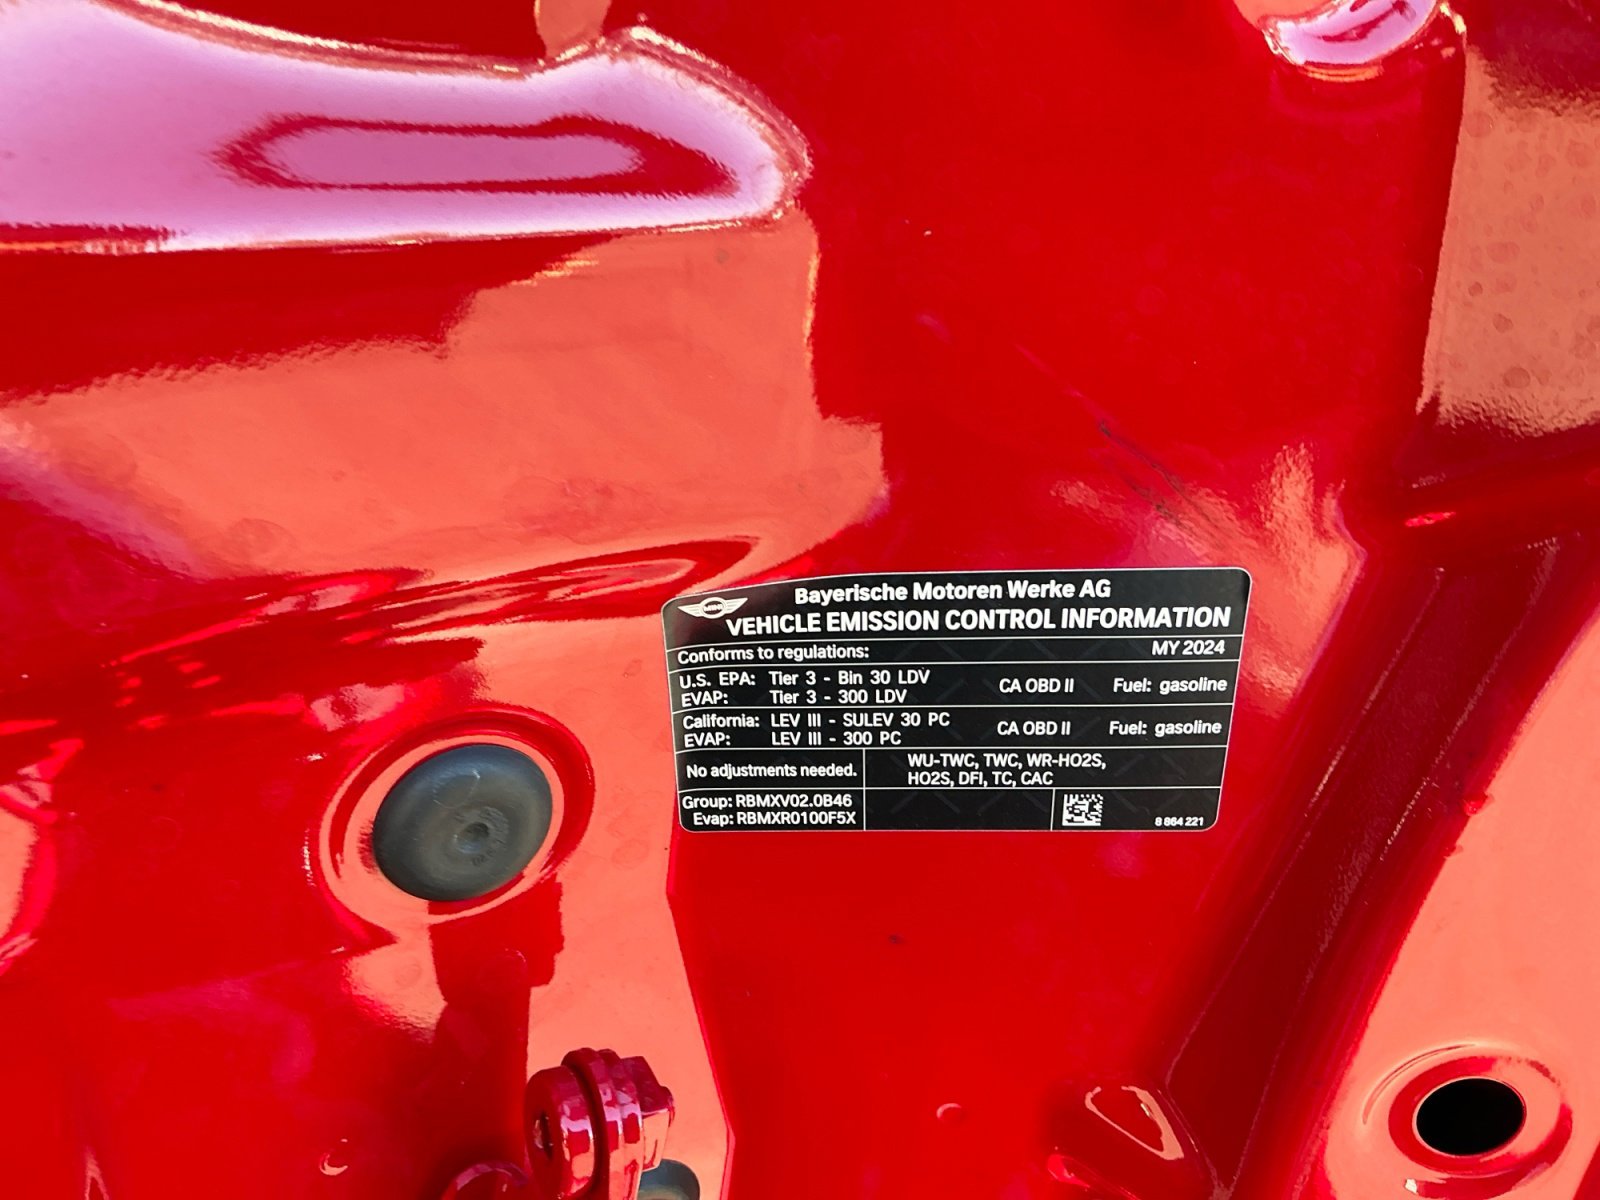 MINI
Bayerische Motoren Werke AG
VEHICLE EMISSION CONTROL INFORMATION
Conforms to regulations: MY 2024
U.S. EPA: Tier 3 - Bin 30 LDV CA OBD II Fuel: gasoline
EVAP: Tier 3 - 300 LDV
California: LEV III - SULEV 30 PC CA OBD II Fuel: gasoline
EVAP: LEV III - 300 PC
No adjustments needed. WU-TWC, TWC, WR-HO2S,
HO2S, DFI, TC, CAC
Group: RBMXV02.0B46
Evap: RBMXR0100F5X
8 864 221